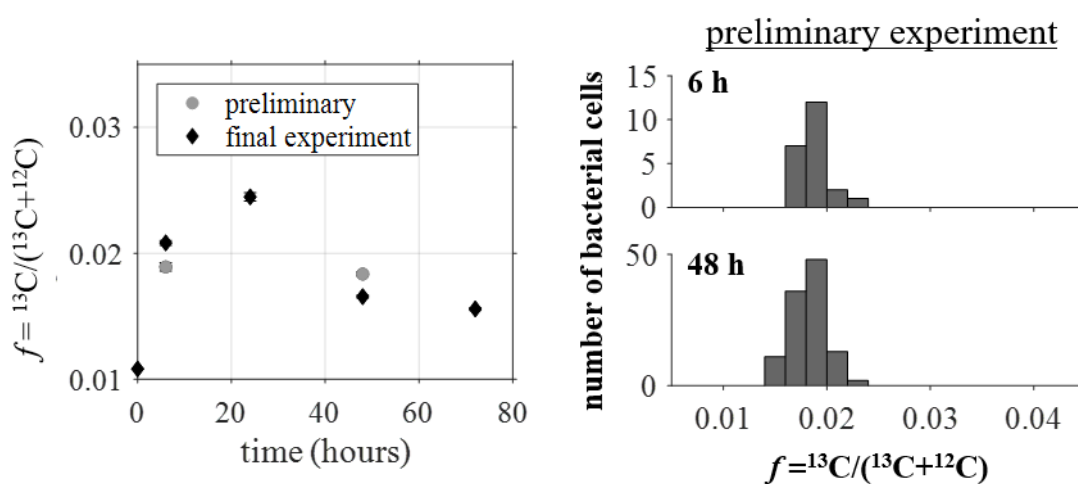 preliminary
final experiment
0.03
0.02
0.01
f = ¹³C/(¹³C+¹²C)
0
20
40
60
80
time (hours)
preliminary experiment
6 h
15
10
5
0
48 h
50
0
number of bacterial cells
0.01
0.02
0.03
0.04
f =¹³C/(¹³C+¹²C)